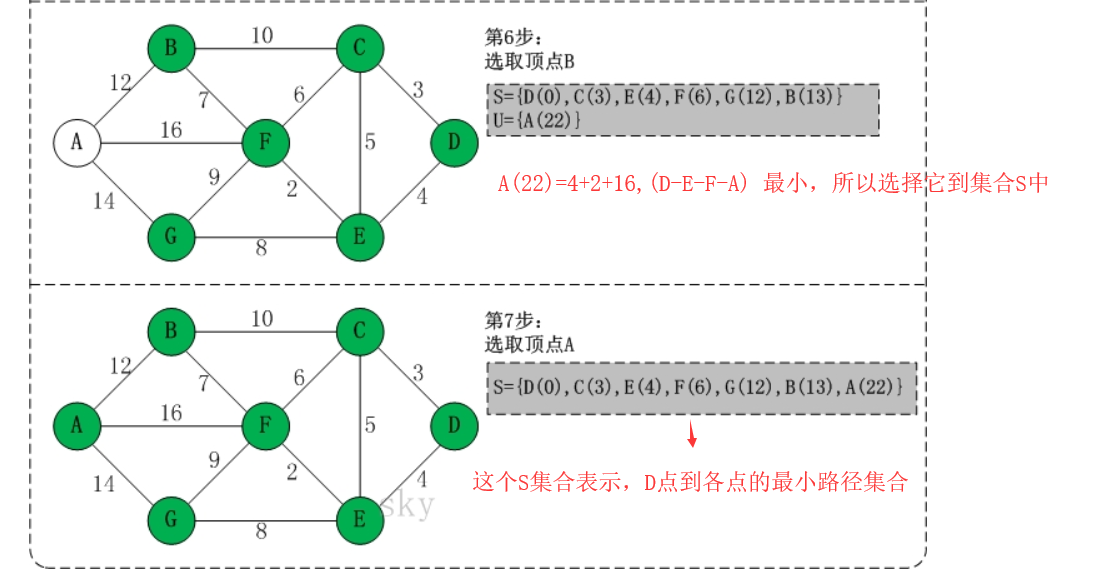 B
10
C
12
7
6
3
A
16
F
5
D
14
9
2
4
G
8
E
第6步:
选取顶点B
S={D(0),C(3),E(4),F(6),G(12),B(13)}
U={A(22)}
A(22)=4+2+16,(D-E-F-A) 最小，所以选择它到集合S中
B
10
C
12
7
6
3
A
16
F
5
D
14
9
2
4
G
8
E
sky
第7步:
选取顶点A
S={D(0),C(3),E(4),F(6),G(12),B(13),A(22)}
这个S集合表示，D点到各点的最小路径集合